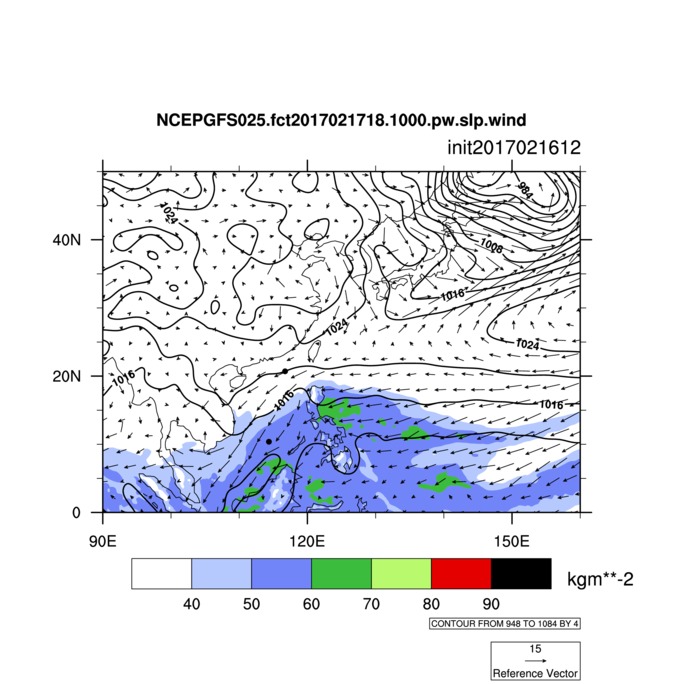 NCEPGFS025.fct2017021718.1000.pw.slp.wind
init2017021612
984
1024
40N
1008
1016
1024
1024
20N
1016
1016
1016
0
90E 120E 150E
40 50 60 70 80 90
kgm**-2
CONTOUR FROM 948 TO 1084 BY 4
15
Reference Vector